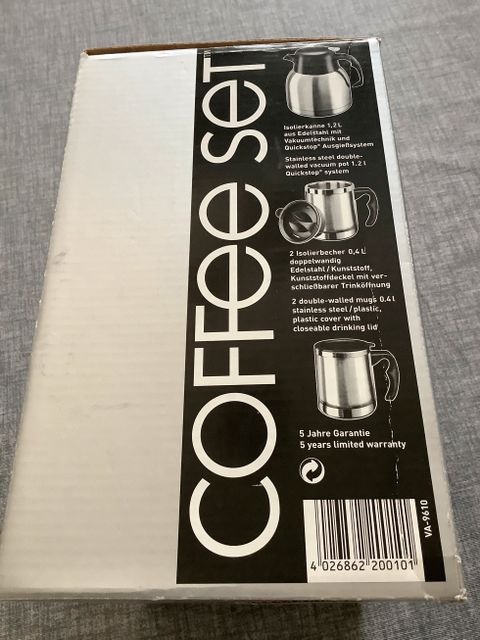 COFFEE SET
Isolierkanne 1,2 L
aus Edelstahl mit
Vakuumtechnik und
Quickstop® Ausgießsystem
Stainless steel double-
walled vacuum pot 1.2 l
Quickstop® system
2 Isolierbecher 0,4 L
doppelwandig
Edelstahl / Kunststoff,
Kunststoffdeckel mit ver-
schließbarer Trinköffnung
2 double-walled mugs 0.4 l
stainless steel / plastic,
plastic cover with
closeable drinking lid
5 Jahre Garantie
5 years limited warranty
VA-9610
4 026862 200101